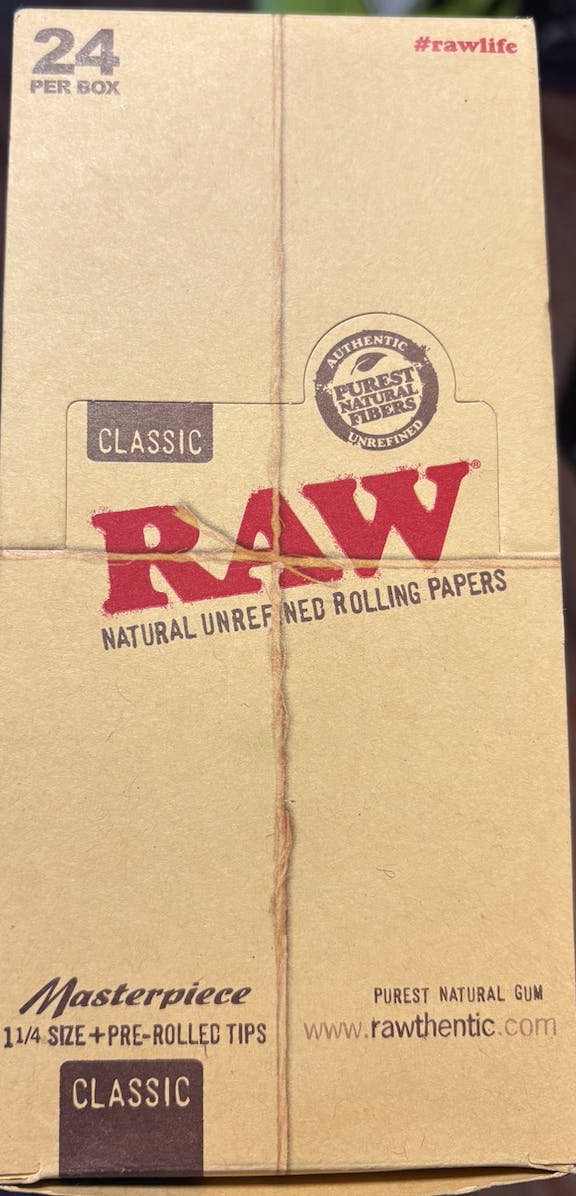 24
PER BOX
#rawlife
AUTHENTIC
PUREST
NATURAL
FIBERS
UNREFINED
CLASSIC
RAW®
NATURAL UNREFINED ROLLING PAPERS
Masterpiece
1 1/4 SIZE + PRE-ROLLED TIPS
PUREST NATURAL GUM
www.rawthentic.com
CLASSIC